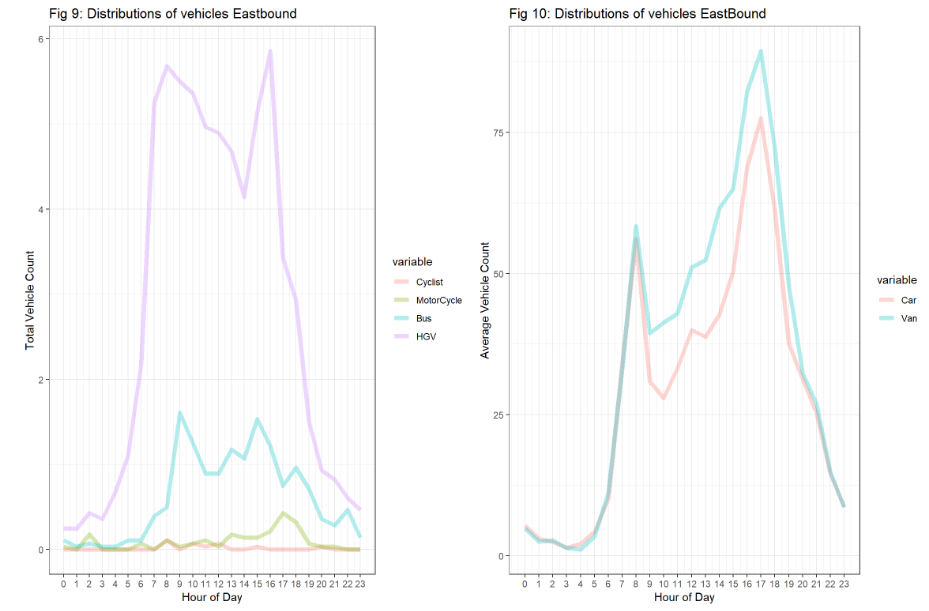 Fig 9: Distributions of vehicles Eastbound
6
4
2
0
Total Vehicle Count
0 1 2 3 4 5 6 7 8 9 10 11 12 13 14 15 16 17 18 19 20 21 22 23
Hour of Day
variable
Cyclist
MotorCycle
Bus
HGV
Fig 10: Distributions of vehicles EastBound
75
50
25
0
Average Vehicle Count
0 1 2 3 4 5 6 7 8 9 10 11 12 13 14 15 16 17 18 19 20 21 22 23
Hour of Day
variable
Car
Van